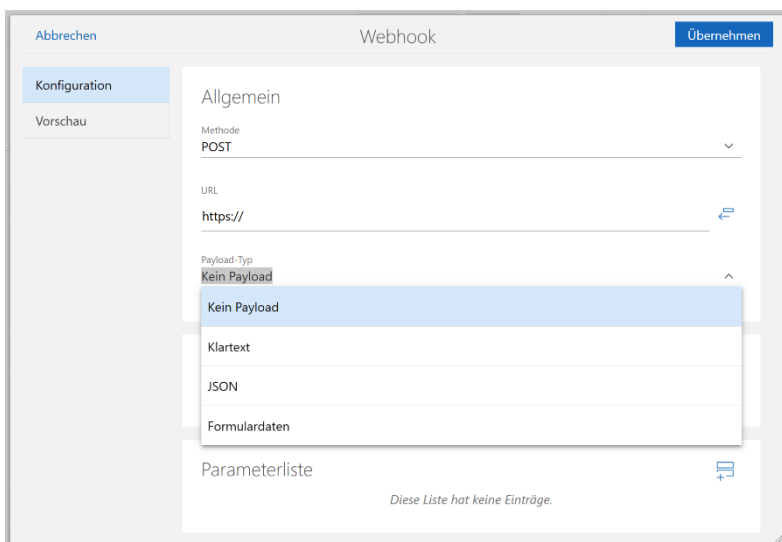 Abbrechen
Webhook
Übernehmen
Konfiguration
Vorschau
Allgemein
Methode
POST
URL
https://
Payload-Typ
Kein Payload
Kein Payload
Klartext
JSON
Formulardaten
Parameterliste
Diese Liste hat keine Einträge.